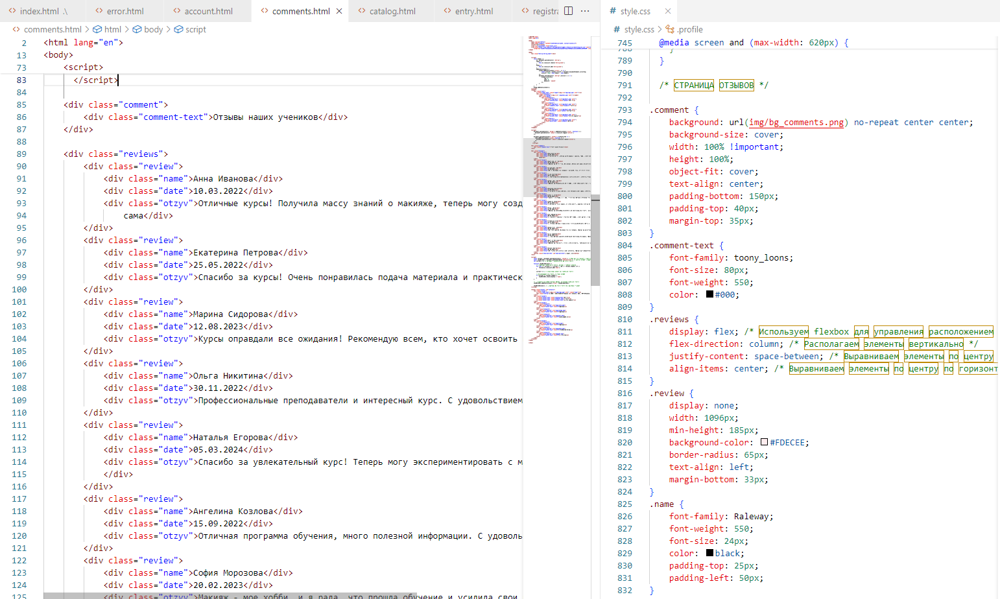 index.html .\ error.html account.html comments.html catalog.html entry.html registra
comments.html > html > body > script
2 <html lang="en">
13 <body>
73 <script>
83 </script>
84
85 <div class="comment">
86 <div class="comment-text">Отзывы наших учеников</div>
87 </div>
88
89 <div class="reviews">
90 <div class="review">
91 <div class="name">Анна Иванова</div>
92 <div class="date">10.03.2022</div>
93 <div class="otzyv">Отличные курсы! Получила массу знаний о макияже, теперь могу созд
94 сама</div>
95 </div>
96 <div class="review">
97 <div class="name">Екатерина Петрова</div>
98 <div class="date">25.05.2022</div>
99 <div class="otzyv">Спасибо за курсы! Очень понравилась подача материала и практическ
100 </div>
101 <div class="review">
102 <div class="name">Марина Сидорова</div>
103 <div class="date">12.08.2023</div>
104 <div class="otzyv">Курсы оправдали все ожидания! Рекомендую всем, кто хочет освоить
105 </div>
106 <div class="review">
107 <div class="name">Ольга Никитина</div>
108 <div class="date">30.11.2022</div>
109 <div class="otzyv">Профессиональные преподаватели и интересный курс. С удовольствием
110 </div>
111 <div class="review">
112 <div class="name">Наталья Егорова</div>
113 <div class="date">05.03.2024</div>
114 <div class="otzyv">Спасибо за увлекательный курс! Теперь могу экспериментировать с м
115 </div>
116 </div>
117 <div class="review">
118 <div class="name">Ангелина Козлова</div>
119 <div class="date">15.09.2022</div>
120 <div class="otzyv">Отличная программа обучения, много полезной информации. С удоволь
121 </div>
122 <div class="review">
123 <div class="name">София Морозова</div>
124 <div class="date">20.02.2023</div>
125 <div class="otzyv">Макияж - мое хобби, и я рада, что прошла обучение и усилила свои
style.css
style.css > .profile
745 @media screen and (max-width: 620px) {
788 }
789 }
790
791 /* СТРАНИЦА ОТЗЫВОВ */
792
793 .comment {
794 background: url(img/bg_comments.png) no-repeat center center;
795 background-size: cover;
796 width: 100% !important;
797 height: 100%;
798 object-fit: cover;
799 text-align: center;
800 padding-bottom: 150px;
801 padding-top: 40px;
802 margin-top: 35px;
803 }
804 .comment-text {
805 font-family: toony_loons;
806 font-size: 80px;
807 font-weight: 550;
808 color: #000;
809 }
810 .reviews {
811 display: flex; /* Используем flexbox для управления расположением
812 flex-direction: column; /* Располагаем элементы вертикально */
813 justify-content: space-between; /* Выравниваем элементы по центру
814 align-items: center; /* Выравниваем элементы по центру по горизонт
815 }
816 .review {
817 display: none;
818 width: 1096px;
819 min-height: 185px;
820 background-color: #FDECEE;
821 border-radius: 65px;
822 text-align: left;
823 margin-bottom: 33px;
824 }
825 .name {
826 font-family: Raleway;
827 font-weight: 550;
828 font-size: 24px;
829 color: black;
830 padding-top: 25px;
831 padding-left: 50px;
832 }